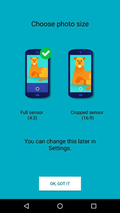 Choose photo size
Full sensor
(4:3)
Cropped sensor
(16:9)
You can change this later in
Settings.
OK, GOT IT